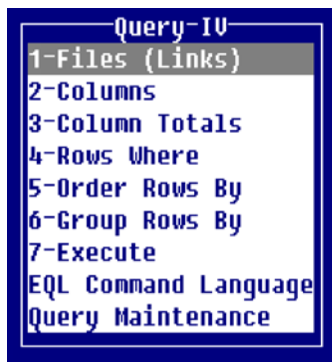 Query-IV
1-Files (Links)
2-Columns
3-Column Totals
4-Rows Where
5-Order Rows By
6-Group Rows By
7-Execute
EQL Command Language
Query Maintenance